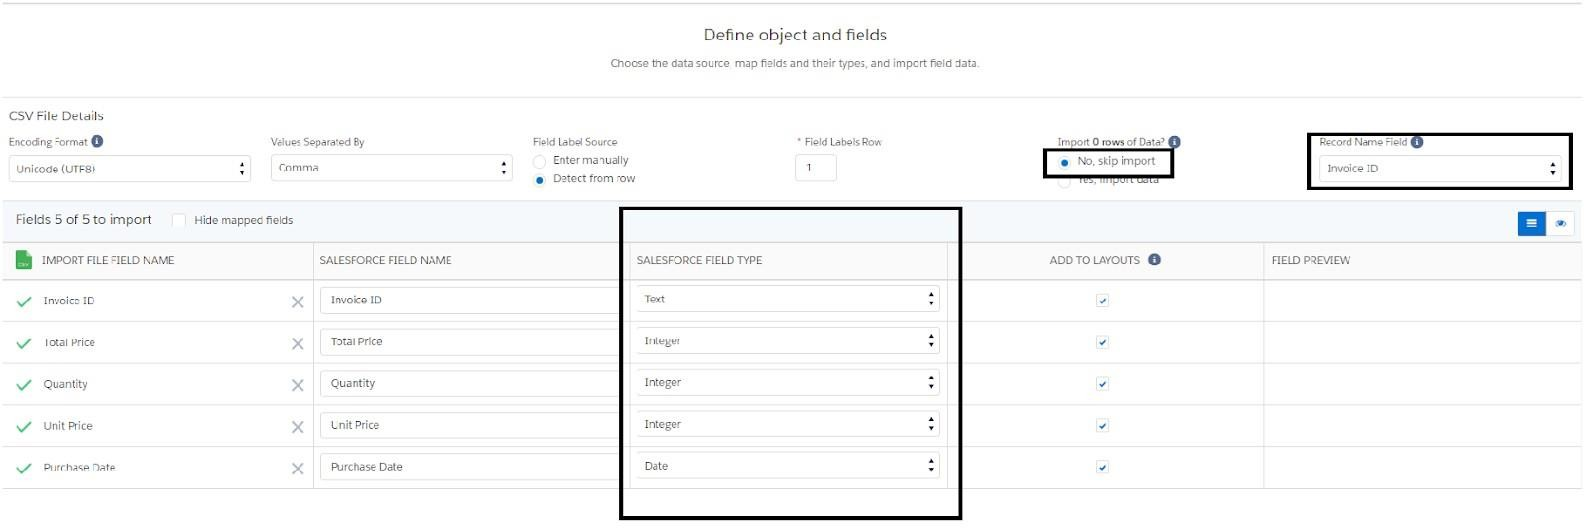 Define object and fields
Choose the data source, map fields and their types, and import field data.
CSV File Details
Encoding Format
Values Separated By
Field Label Source
* Field Labels Row
Import 0 rows of Data?
Record Name Field
Unicode (UTF8)
Comma
Enter manually
Detect from row
1
No, skip import
Yes, import data
Invoice ID
Fields 5 of 5 to import
Hide mapped fields
IMPORT FILE FIELD NAME
SALESFORCE FIELD NAME
SALESFORCE FIELD TYPE
ADD TO LAYOUTS
FIELD PREVIEW
Invoice ID
Invoice ID
Text
Total Price
Total Price
Integer
Quantity
Quantity
Integer
Unit Price
Unit Price
Integer
Purchase Date
Purchase Date
Date